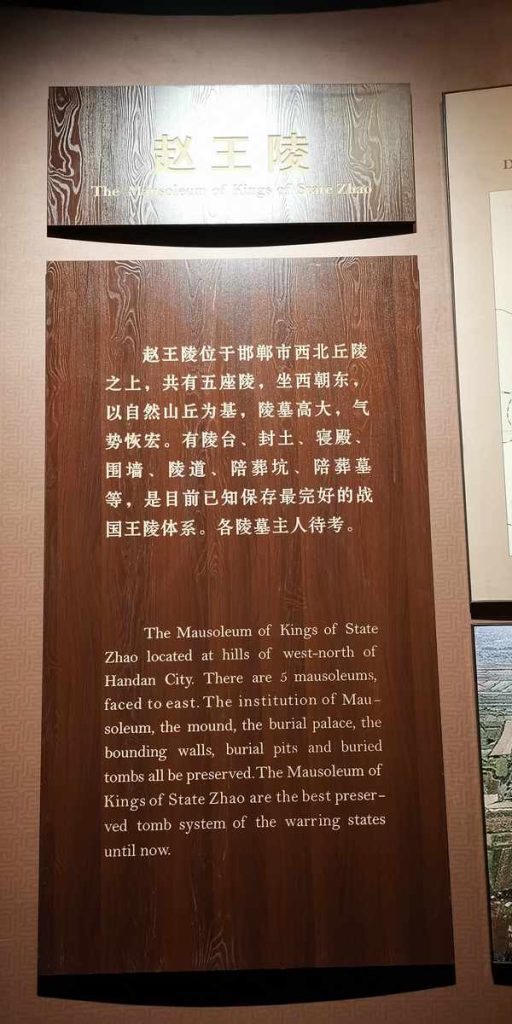 赵王陵
The Mausoleum of Kings of State Zhao
赵王陵位于邯郸市西北丘陵
之上，共有五座陵，坐西朝东，
以自然山丘为基，陵墓高大，气
势恢宏。有陵台、封土、寝殿、
围墙、陵道、陪葬坑、陪葬墓
等，是目前已知保存最完好的战
国王陵体系。各陵墓主人待考。
The Mausoleum of Kings of State
Zhao located at hills of west-north of
Handan City. There are 5 mausoleums,
faced to east. The institution of Mau-
soleum, the mound, the burial palace, the
bounding walls, burial pits and buried
tombs all be preserved. The Mausoleum of
Kings of State Zhao are the best preser-
ved tomb system of the warring states
until now.
D